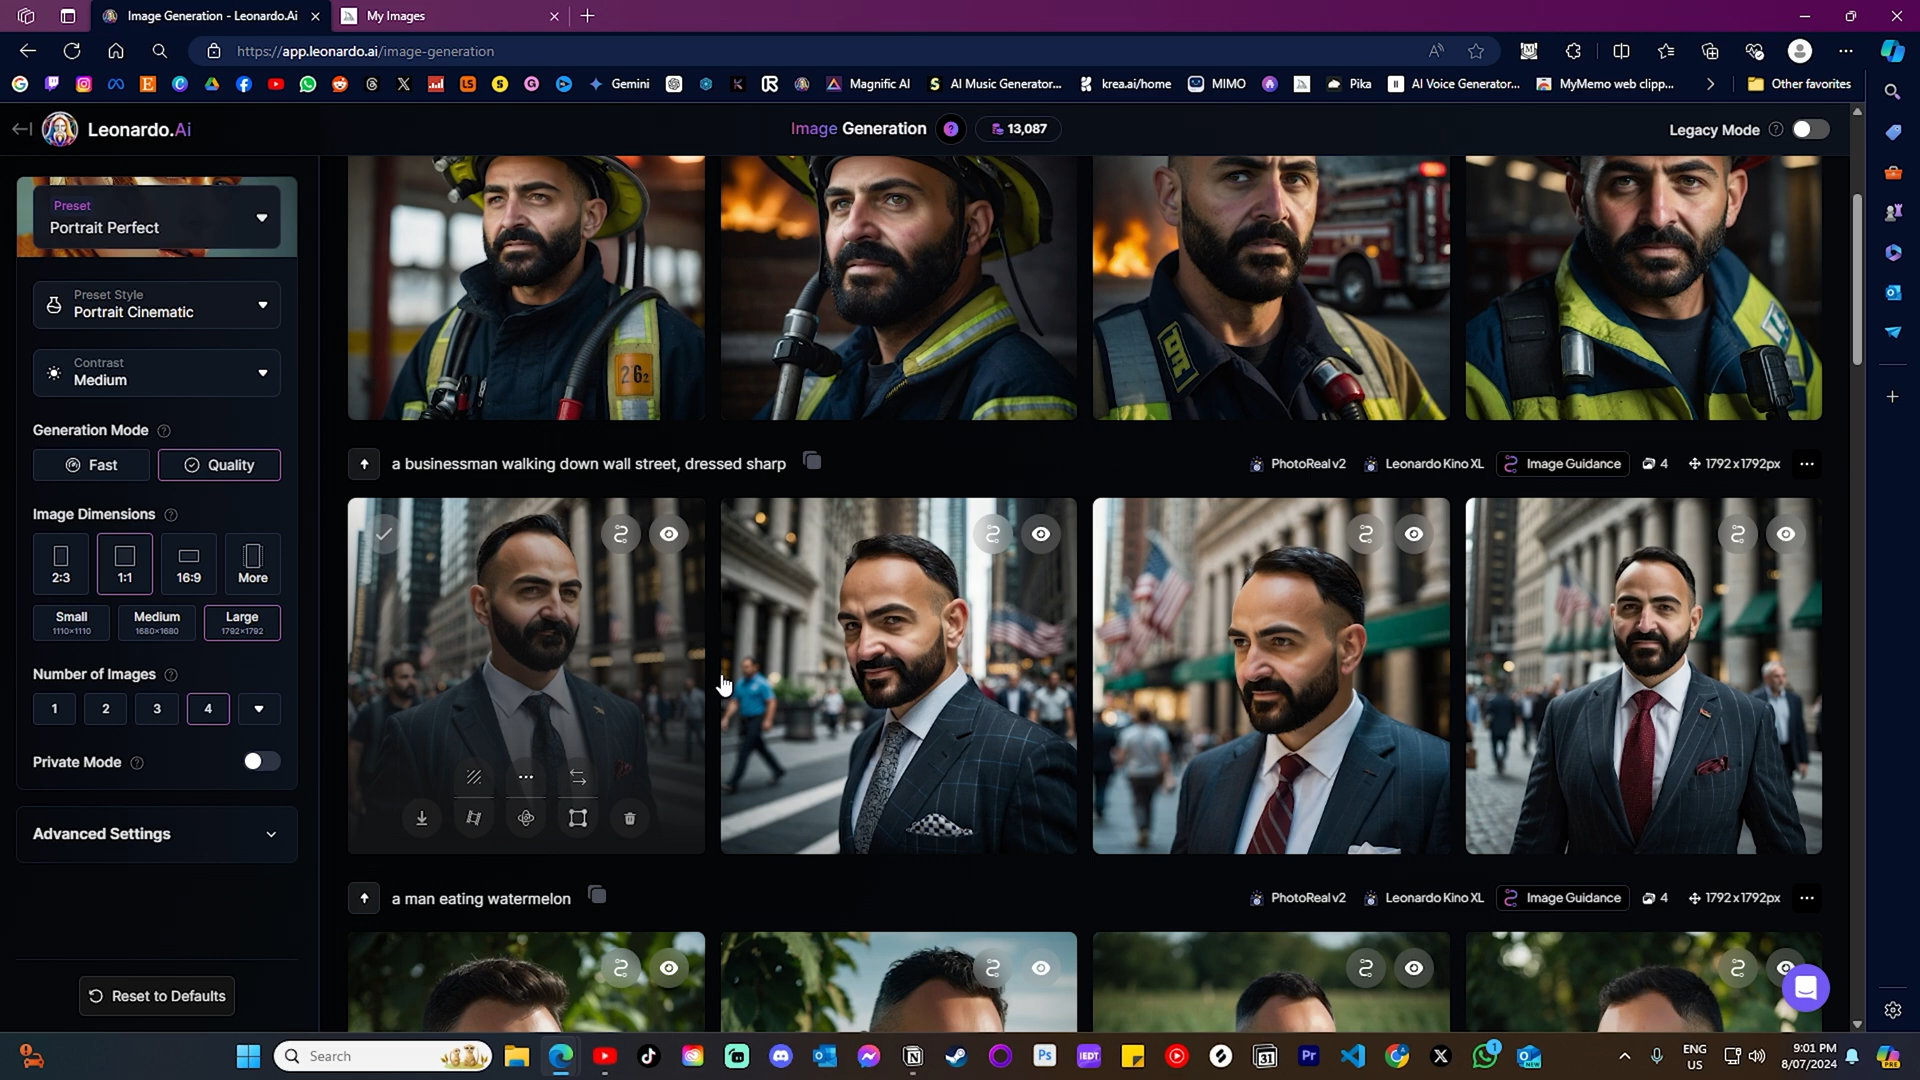 Image Generation - Leonardo.Ai
My Images
https://app.leonardo.ai/image-generation
Gemini
Magnific AI
AI Music Generator...
krea.ai/home
MIMO
Pika
AI Voice Generator...
MyMemo web clipp...
Other favorites
Leonardo.Ai
Image Generation
13,087
Legacy Mode
Preset
Portrait Perfect
Preset Style
Portrait Cinematic
Contrast
Medium
Generation Mode
Fast
Quality
Image Dimensions
2:3
1:1
16:9
More
Small
1110×1110
Medium
1680×1680
Large
1792×1792
Number of Images
1
2
3
4
Private Mode
Advanced Settings
Reset to Defaults
a businessman walking down wall street, dressed sharp
PhotoReal v2
Leonardo Kino XL
Image Guidance
4
1792 x 1792px
a man eating watermelon
PhotoReal v2
Leonardo Kino XL
Image Guidance
4
1792 x 1792px
Search
ENG
US
9:01 PM
8/07/2024